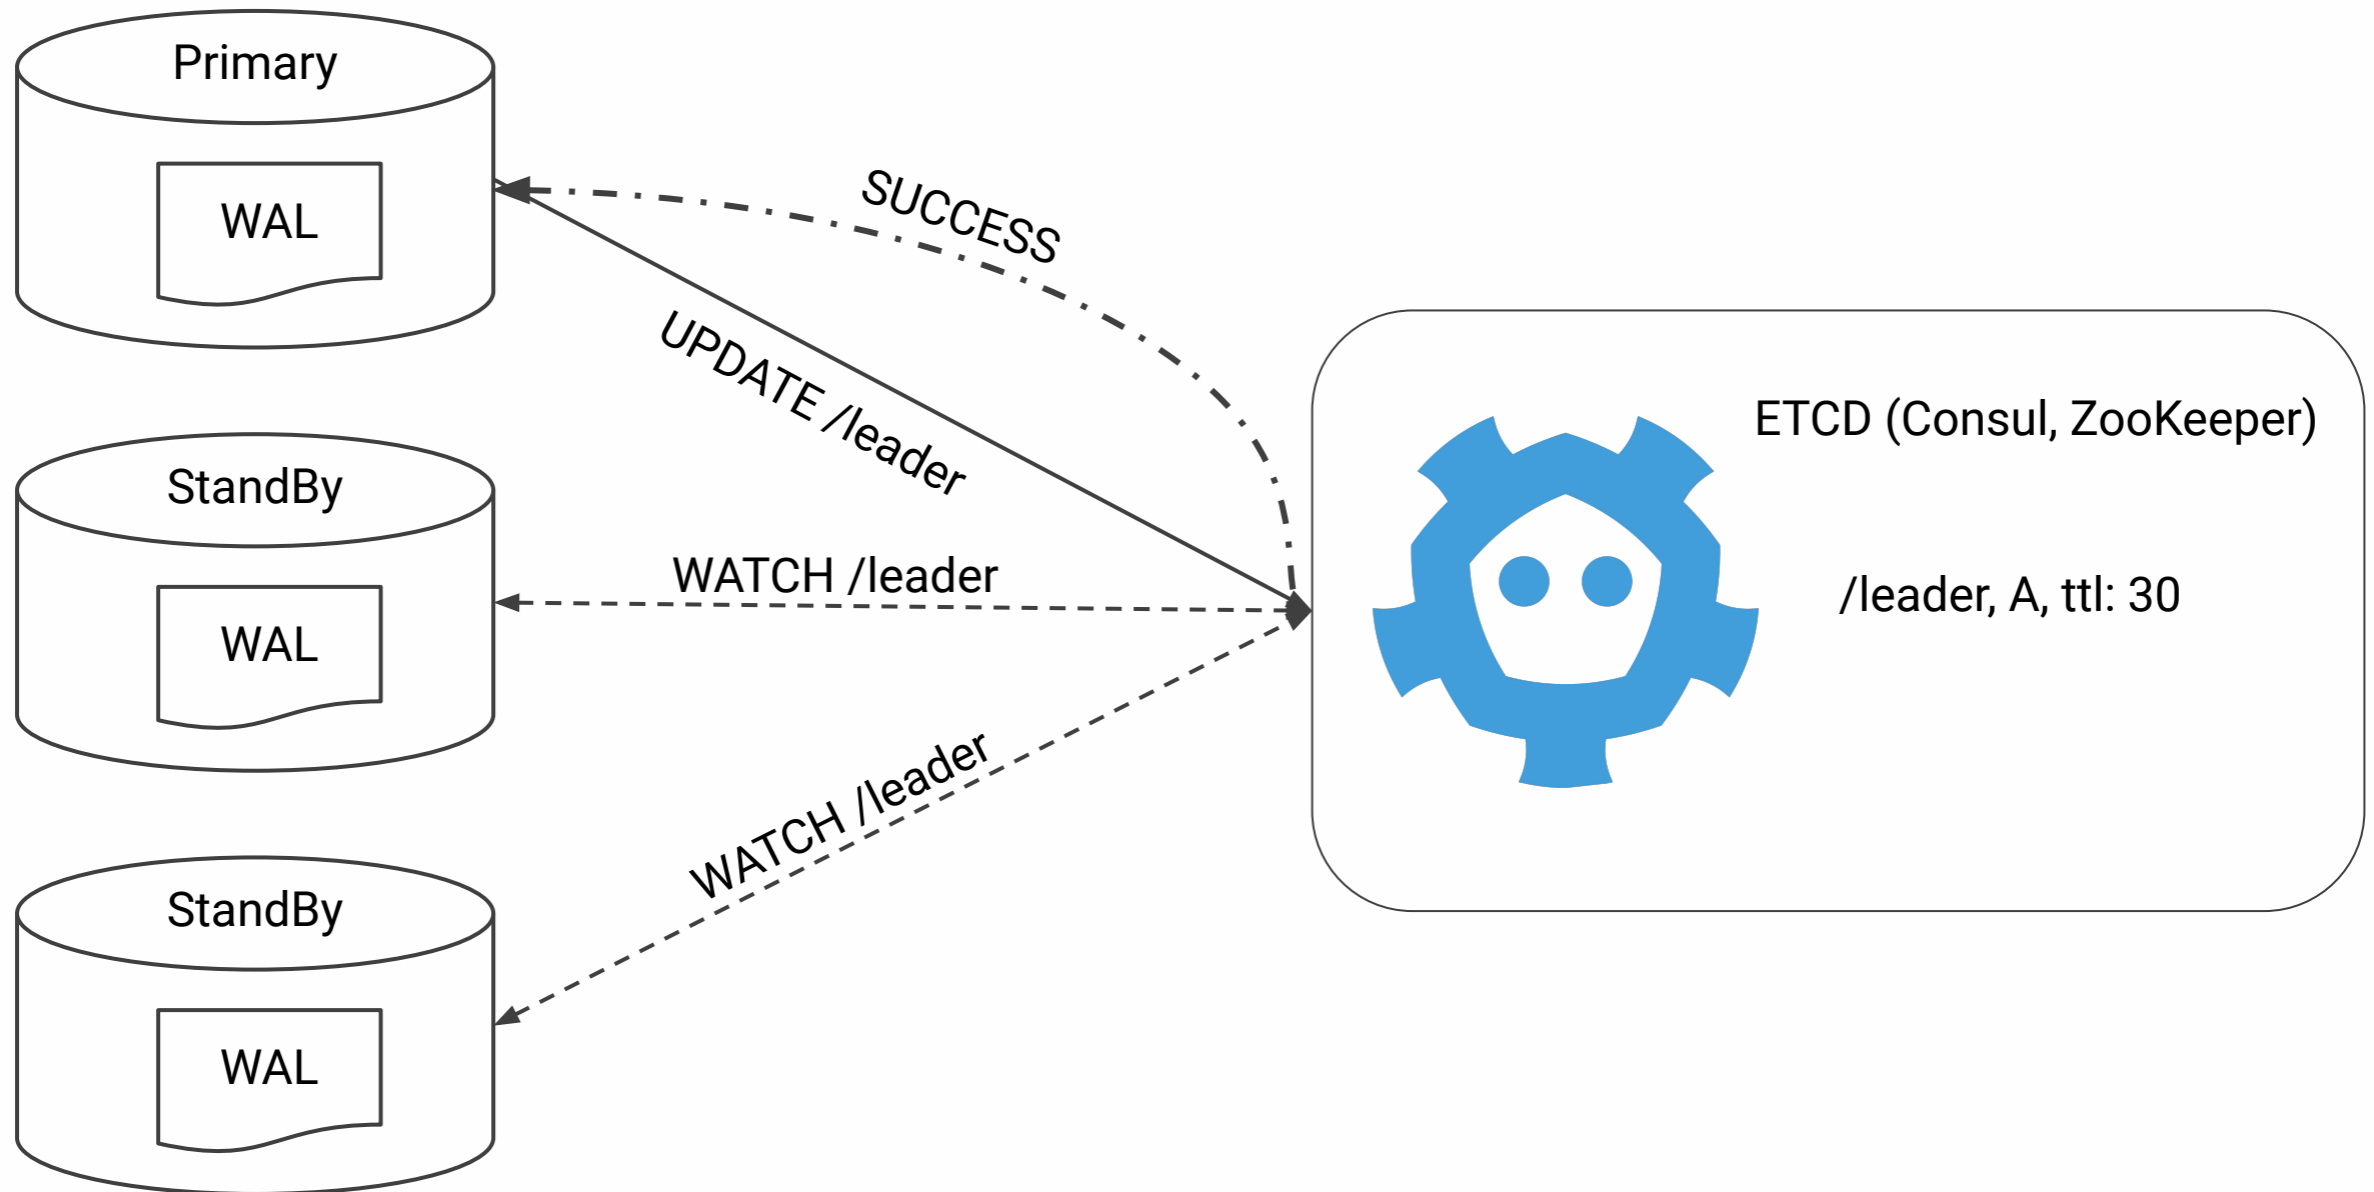 Primary
WAL
SUCCESS
UPDATE /leader
ETCD (Consul, ZooKeeper)
/leader, A, ttl: 30
StandBy
WAL
WATCH /leader
WATCH /leader
StandBy
WAL